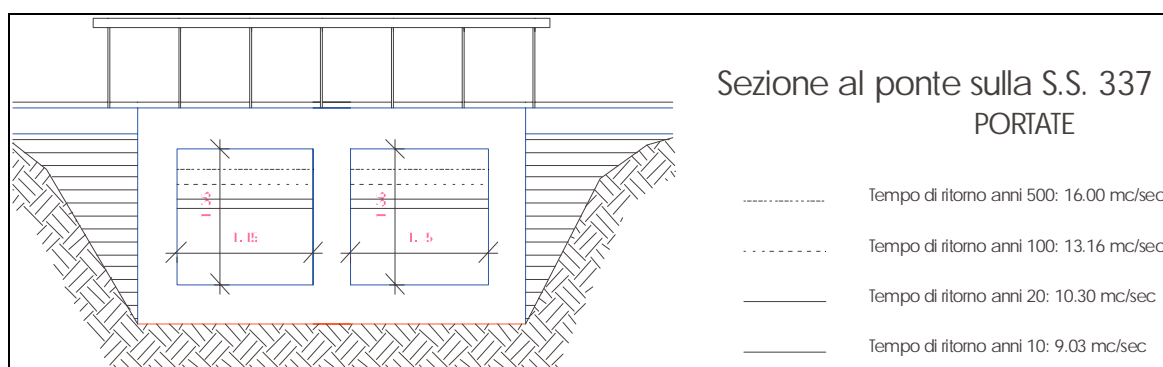 Sezione al ponte sulla S.S. 337
PORTATE
Tempo di ritorno anni 500: 16.00 mc/sec
Tempo di ritorno anni 100: 13.16 mc/sec
Tempo di ritorno anni 20: 10.30 mc/sec
Tempo di ritorno anni 10: 9.03 mc/sec